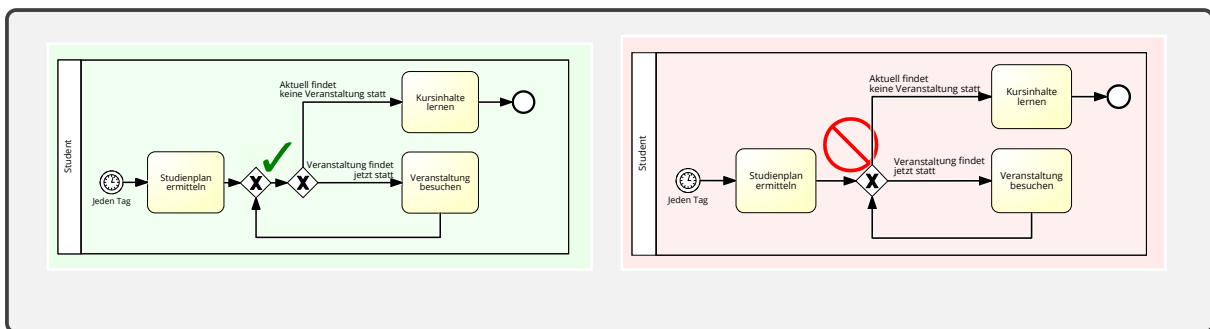 Student
Jeden Tag
Studienplan
ermitteln
X
X
Aktuell findet
keine Veranstaltung statt
Kursinhalte
lernen
Veranstaltung findet
jetzt statt
Veranstaltung
besuchen
Student
Jeden Tag
Studienplan
ermitteln
X
Aktuell findet
keine Veranstaltung statt
Kursinhalte
lernen
Veranstaltung findet
jetzt statt
Veranstaltung
besuchen